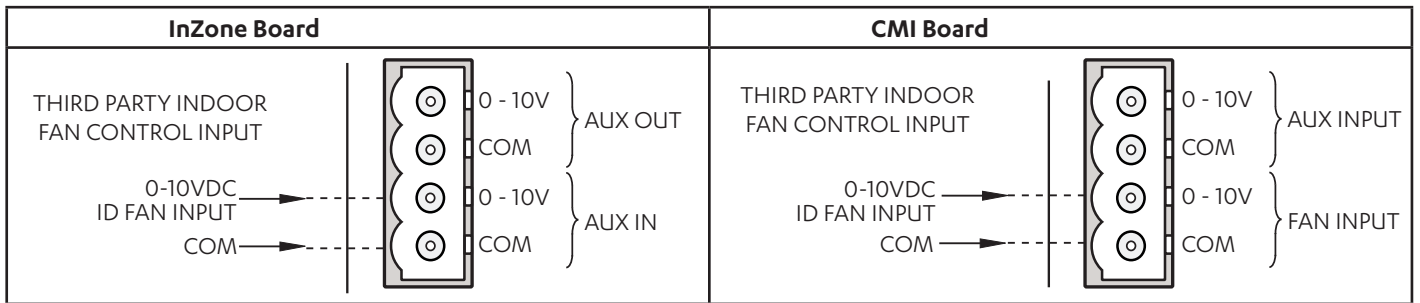 InZone Board
THIRD PARTY INDOOR
FAN CONTROL INPUT
0 - 10V
COM
AUX OUT
0-10VDC
ID FAN INPUT
COM
0 - 10V
COM
AUX IN
CMI Board
THIRD PARTY INDOOR
FAN CONTROL INPUT
0 - 10V
COM
AUX INPUT
0-10VDC
ID FAN INPUT
COM
0 - 10V
COM
FAN INPUT